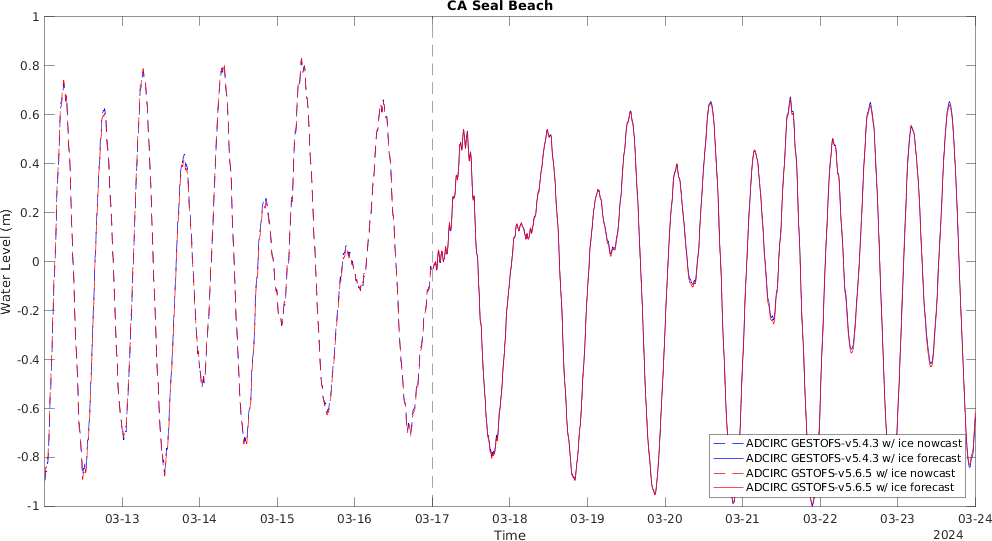 CA Seal Beach
1
0.8
0.6
0.4
0.2
0
-0.2
-0.4
-0.6
-0.8
-1
Water Level (m)
ADCIRC GESTOFS-v5.4.3 w/ ice nowcast
ADCIRC GESTOFS-v5.4.3 w/ ice forecast
ADCIRC GSTOFS-v5.6.5 w/ ice nowcast
ADCIRC GSTOFS-v5.6.5 w/ ice forecast
03-13 03-14 03-15 03-16 03-17 03-18 03-19 03-20 03-21 03-22 03-23 03-24
Time
2024